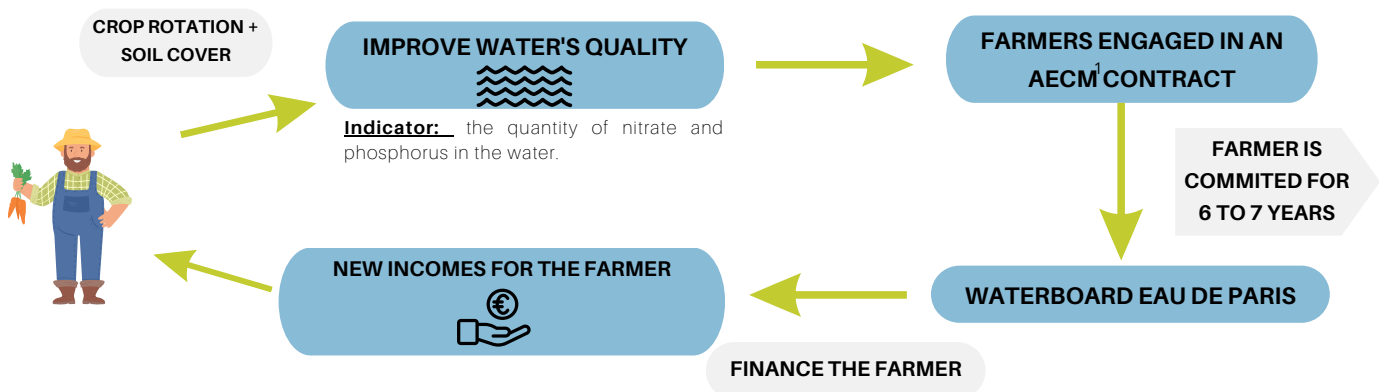 CROP ROTATION +
SOIL COVER
IMPROVE WATER'S QUALITY
Indicator: the quantity of nitrate and
phosphorus in the water.
FARMERS ENGAGED IN AN
AECM¹ CONTRACT
FARMER IS
COMMITED FOR
6 TO 7 YEARS
WATERBOARD EAU DE PARIS
FINANCE THE FARMER
NEW INCOMES FOR THE FARMER
€